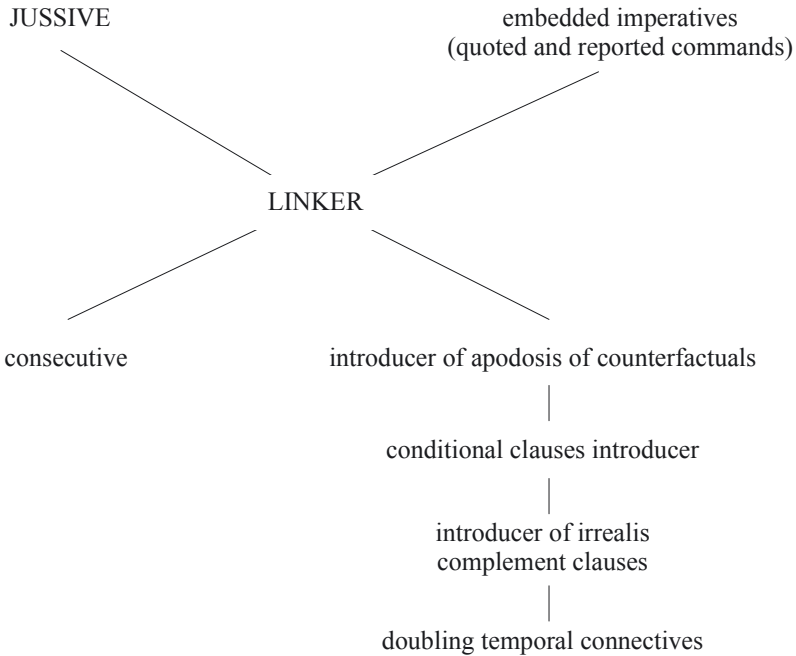 JUSSIVE
embedded imperatives
(quoted and reported commands)
LINKER
consecutive
introducer of apodosis of counterfactuals
conditional clauses introducer
introducer of irrealis
complement clauses
doubling temporal connectives